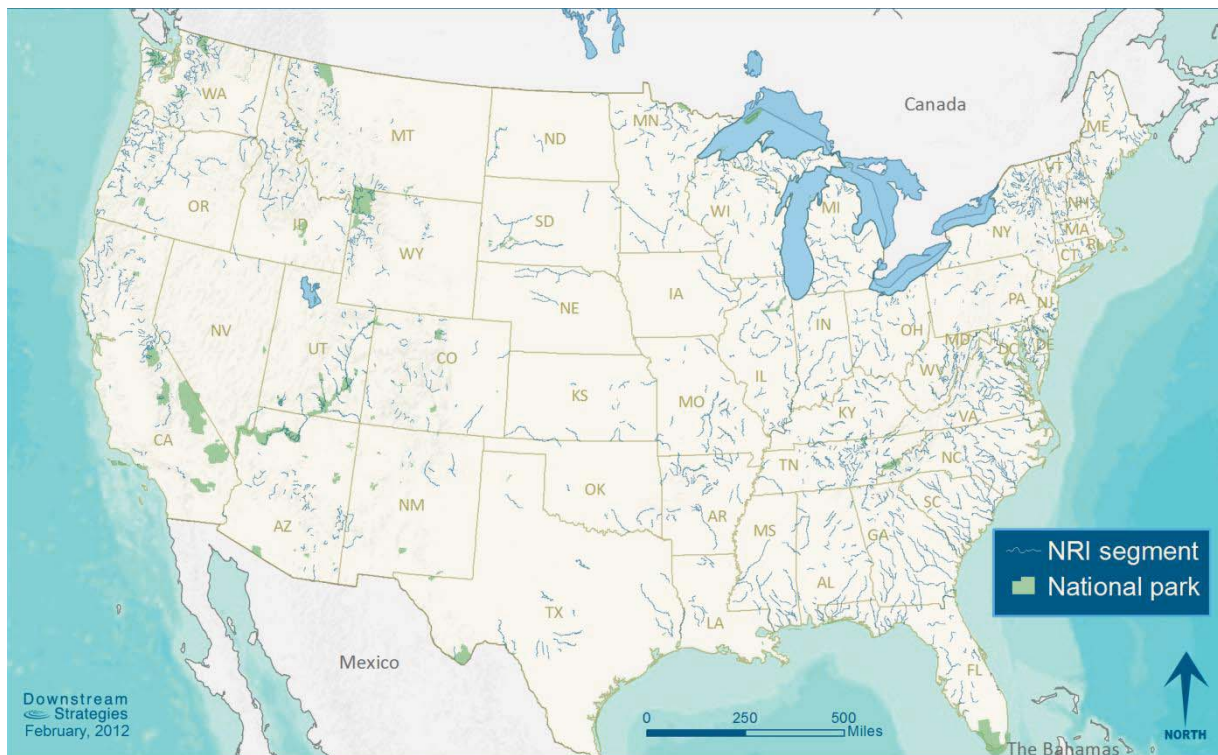 Canada
WA
MT
ND
MN
ME
VT
OR
ID
SD
WI
MI
NH
WY
NY
MA
RI
CT
IA
NE
PA
NJ
NV
UT
CO
IL
IN
OH
MD
DC
DE
WV
KS
MO
KY
VA
CA
TN
NC
OK
AR
SC
AZ
NM
MS
AL
GA
NRI segment
National park
TX
LA
Mexico
FL
Downstream
Strategies
February, 2012
0 250 500
Miles
NORTH
The Bahamas